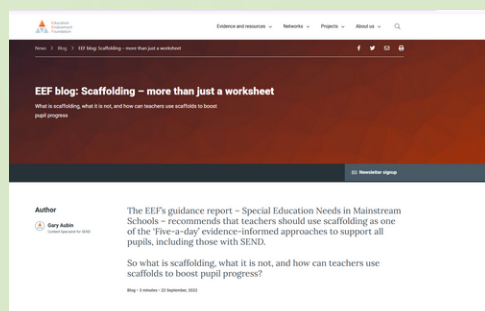 Education
Endowment
Foundation
Evidence and resources
Networks
Projects
About us
News > Blog > EEF blog: Scaffolding – more than just a worksheet
EEF blog: Scaffolding – more than just a worksheet
What is scaffolding, what it is not, and how can teachers use scaffolds to boost
pupil progress
Newsletter signup
Author
Gary Aubin
Content Specialist for SEND
The EEF's guidance report – Special Education Needs in Mainstream
Schools – recommends that teachers should use scaffolding as one
of the 'Five-a-day' evidence-informed approaches to support all
pupils, including those with SEND.
So what is scaffolding, what it is not, and how can teachers use
scaffolds to boost pupil progress?
Blog • 3 minutes • 22 September, 2022